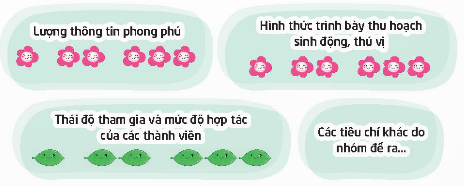 Lượng thông tin phong phú
Hình thức trình bày thu hoạch
sinh động, thú vị
Thái độ tham gia và mức độ hợp tác
của các thành viên
Các tiêu chí khác do
nhóm đề ra...